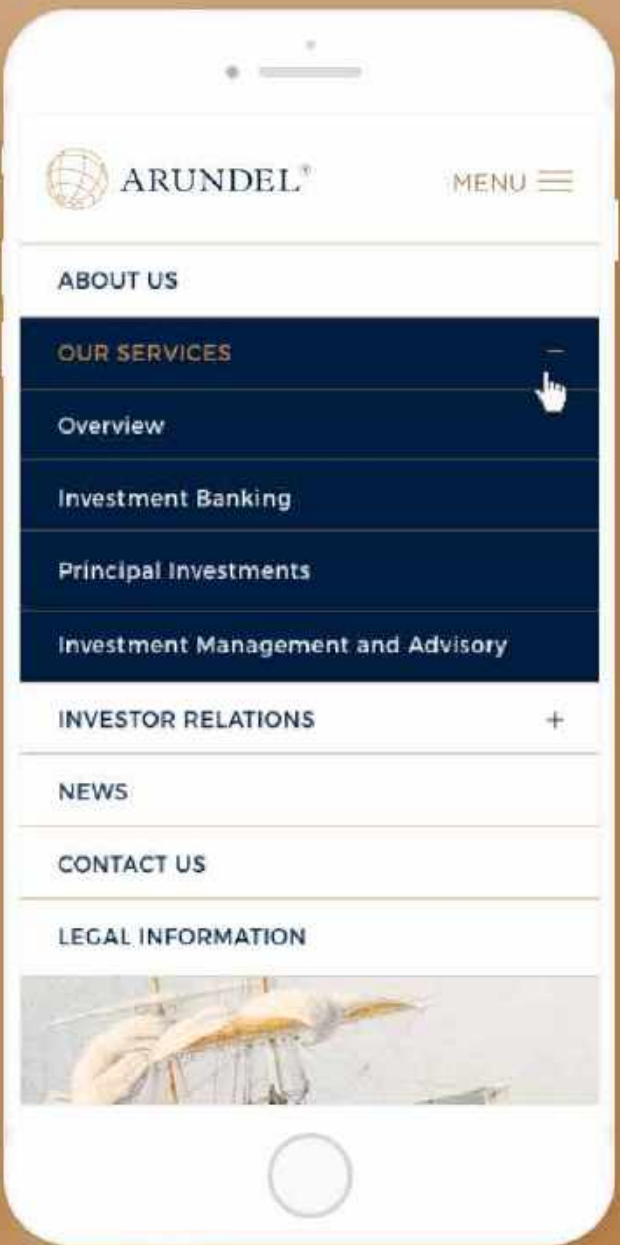 ARUNDEL®
MENU
ABOUT US
OUR SERVICES
Overview
Investment Banking
Principal Investments
Investment Management and Advisory
INVESTOR RELATIONS
NEWS
CONTACT US
LEGAL INFORMATION